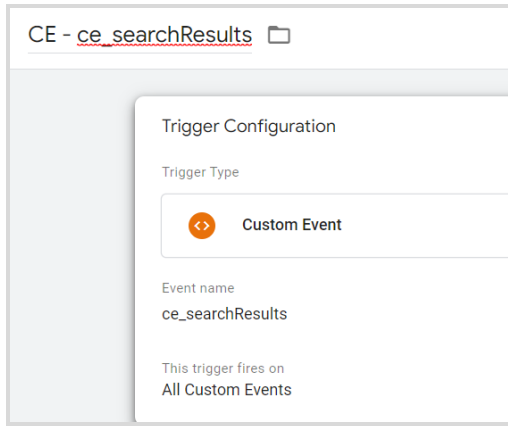 CE - ce_searchResults
Trigger Configuration
Trigger Type
Custom Event
Event name
ce_searchResults
This trigger fires on
All Custom Events